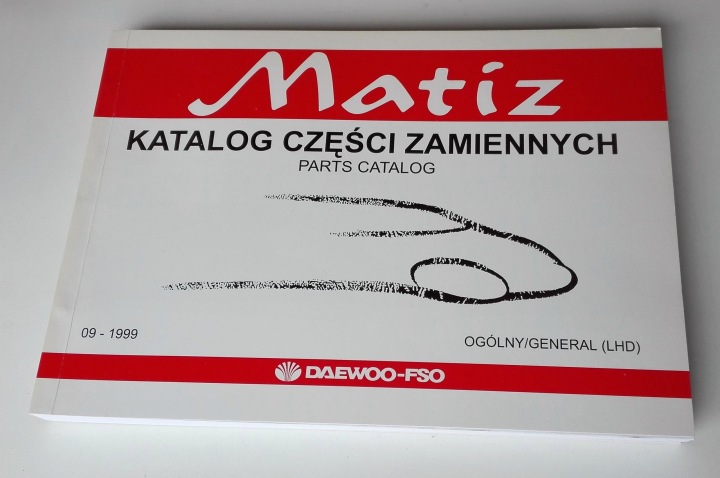 Matiz
KATALOG CZĘŚCI ZAMIENNYCH
PARTS CATALOG
09 - 1999
OGÓLNY/GENERAL (LHD)
DAEWOO-FSO